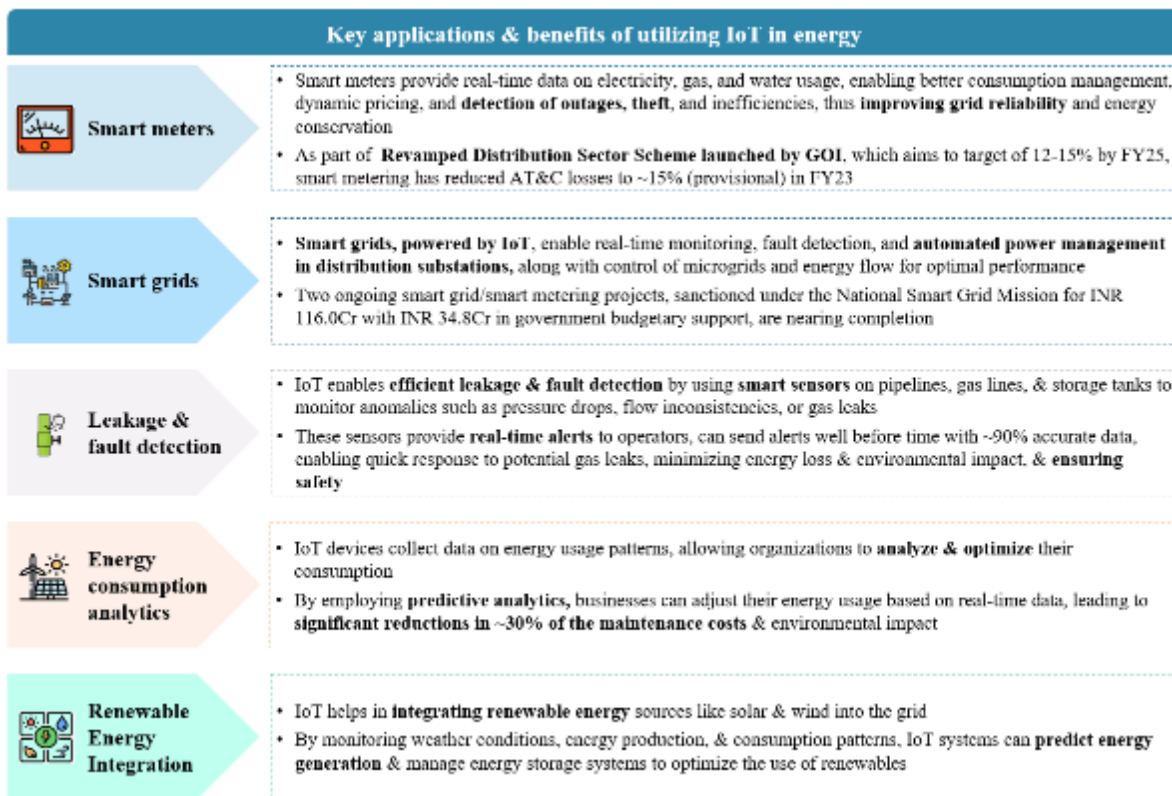 Key applications & benefits of utilizing IoT in energy
Smart meters
• Smart meters provide real-time data on electricity, gas, and water usage, enabling better consumption management,
dynamic pricing, and detection of outages, theft, and inefficiencies, thus improving grid reliability and energy
conservation
• As part of Revamped Distribution Sector Scheme launched by GOI, which aims to target of 12-15% by FY25,
smart metering has reduced AT&C losses to ~15% (provisional) in FY23
Smart grids
• Smart grids, powered by IoT, enable real-time monitoring, fault detection, and automated power management
in distribution substations, along with control of microgrids and energy flow for optimal performance
• Two ongoing smart grid/smart metering projects, sanctioned under the National Smart Grid Mission for INR
116.0Cr with INR 34.8Cr in government budgetary support, are nearing completion
Leakage &
fault detection
• IoT enables efficient leakage & fault detection by using smart sensors on pipelines, gas lines, & storage tanks to
monitor anomalies such as pressure drops, flow inconsistencies, or gas leaks
• These sensors provide real-time alerts to operators, can send alerts well before time with ~90% accurate data,
enabling quick response to potential gas leaks, minimizing energy loss & environmental impact, & ensuring
safety
Energy
consumption
analytics
• IoT devices collect data on energy usage patterns, allowing organizations to analyze & optimize their
consumption
• By employing predictive analytics, businesses can adjust their energy usage based on real-time data, leading to
significant reductions in ~30% of the maintenance costs & environmental impact
Renewable
Energy
Integration
• IoT helps in integrating renewable energy sources like solar & wind into the grid
• By monitoring weather conditions, energy production, & consumption patterns, IoT systems can predict energy
generation & manage energy storage systems to optimize the use of renewables